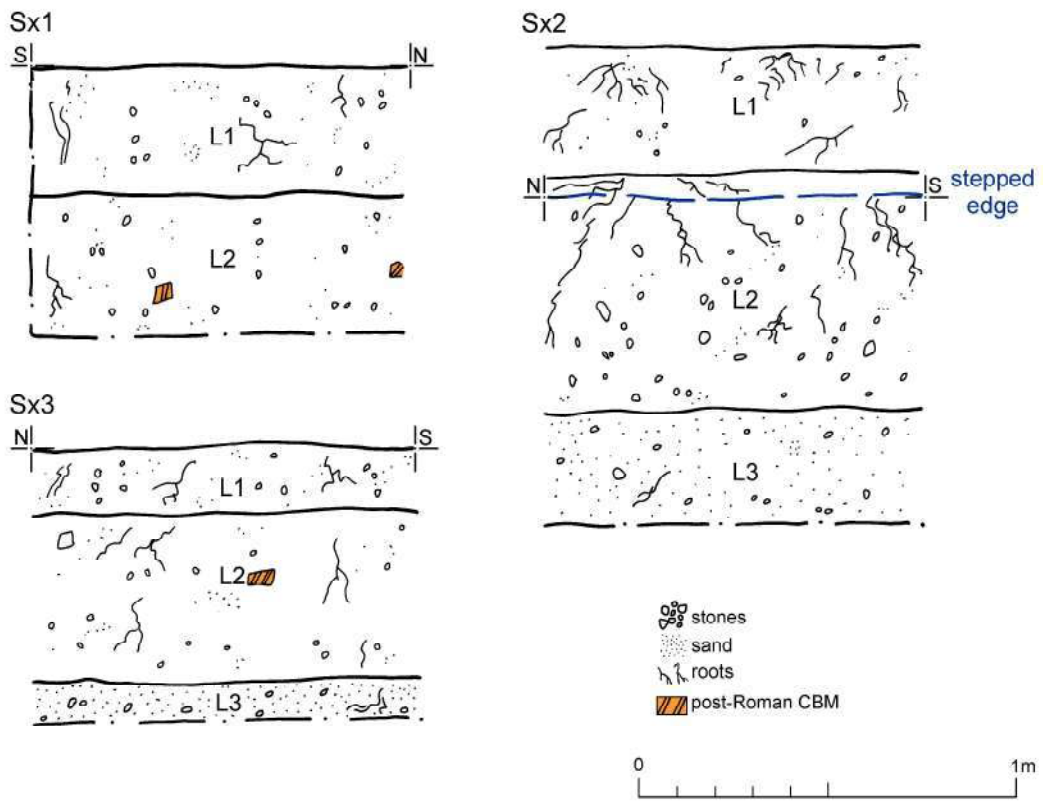 Sx1
S N
L1
L2
Sx2
L1
N S
stepped
edge
L2
L3
Sx3
N S
L1
L2
L3
stones
sand
roots
post-Roman CBM
0 1m